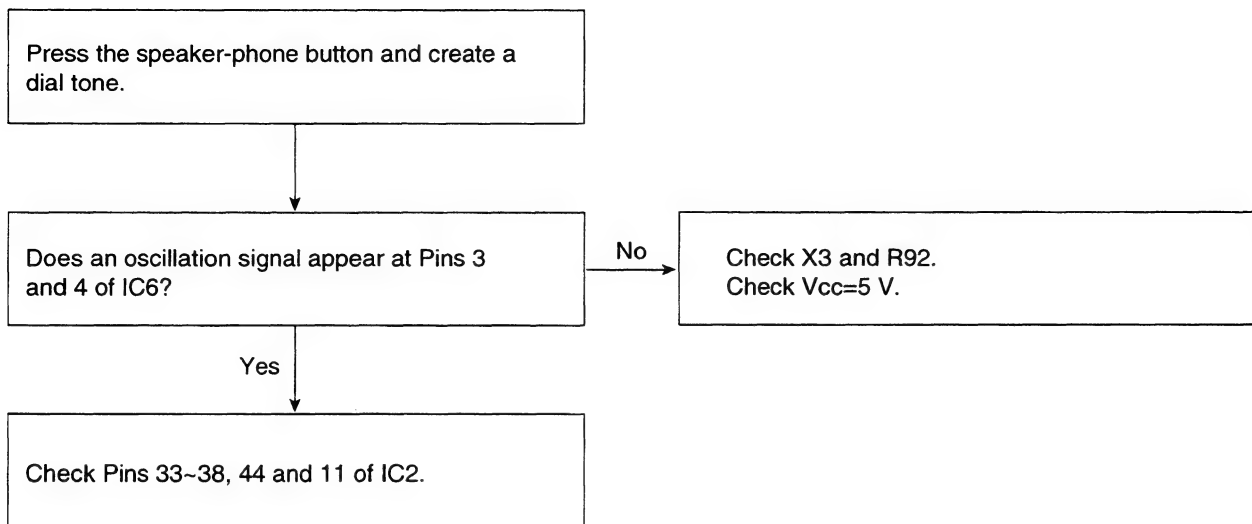 Press the speaker-phone button and create a
dial tone.
Does an oscillation signal appear at Pins 3
and 4 of IC6?
No
Check X3 and R92.
Check Vcc=5 V.
Yes
Check Pins 33~38, 44 and 11 of IC2.